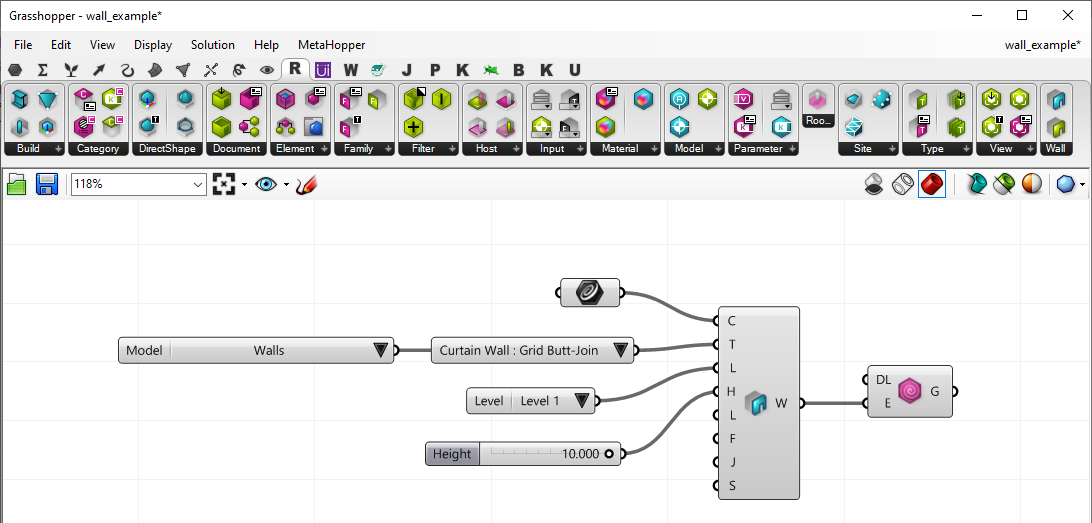 Grasshopper - wall_example*
File Edit View Display Solution Help MetaHopper wall_example*
R W J P K B K U
Build Category DirectShape Document Element Family Filter Host Input Material Model Parameter Roo... Site Type View Wall
118%
C
Model Walls Curtain Wall : Grid Butt-Join T
Level Level 1 L
DL
H
G
E
W
L
Height 10.000
F
J
S